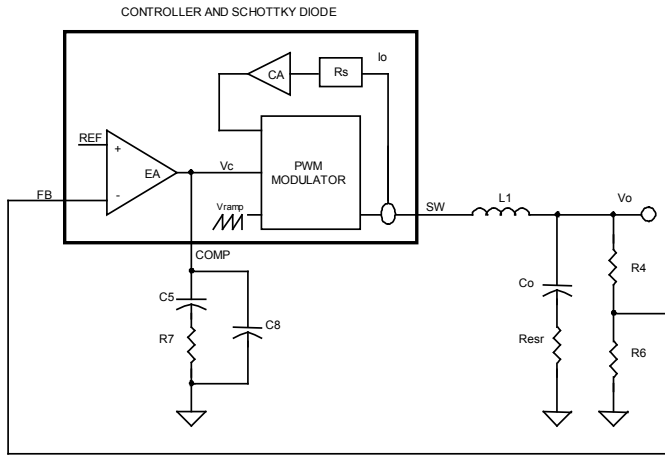 CONTROLLER AND SCHOTTKY DIODE
Io
CA
Rs
REF
+
EA
-
Vc
PWM
MODULATOR
FB
Vramp
SW
L1
Vo
COMP
C5
R7
C8
Co
Resr
R4
R6